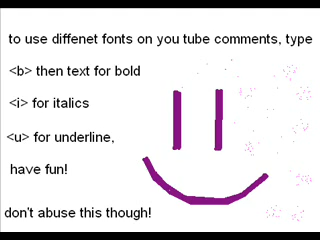 to use diffenet fonts on you tube comments, type
<b> then text for bold
<i> for italics
<u> for underline,
have fun!
don't abuse this though!